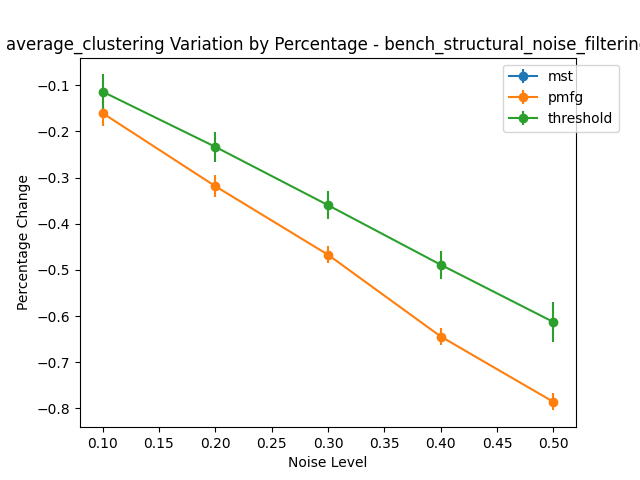 average_clustering Variation by Percentage - bench_structural_noise_filtering
mst
pmfg
threshold
Percentage Change
−0.1
−0.2
−0.3
−0.4
−0.5
−0.6
−0.7
−0.8
0.10 0.15 0.20 0.25 0.30 0.35 0.40 0.45 0.50
Noise Level